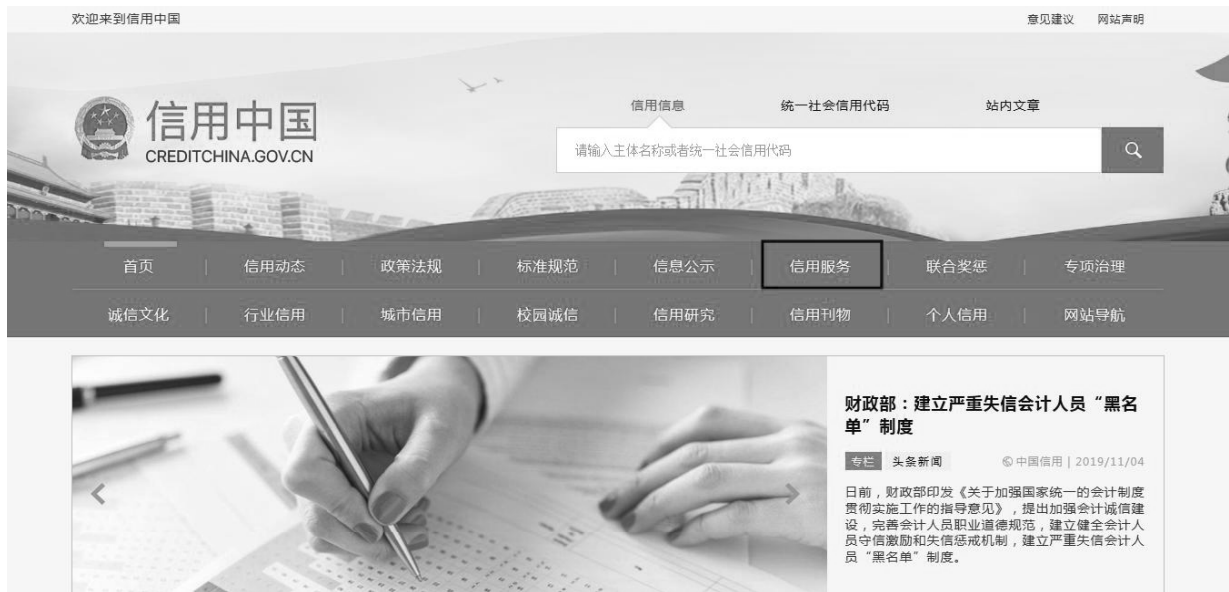 欢迎来到信用中国
意见建议 网站声明
信用中国
CREDITCHINA.GOV.CN
信用信息 统一社会信用代码 站内文章
请输入主体名称或者统一社会信用代码
首页 信用动态 政策法规 标准规范 信息公示 信用服务 联合奖惩 专项治理
诚信文化 行业信用 城市信用 校园诚信 信用研究 信用刊物 个人信用 网站导航
财政部：建立严重失信会计人员“黑名
单”制度
专栏 头条新闻 中国信用 | 2019/11/04
日前，财政部印发《关于加强国家统一的会计制度
贯彻实施工作的指导意见》，提出加强会计诚信建
设，完善会计人员职业道德规范，建立健全会计人
员守信激励和失信惩戒机制，建立严重失信会计人
员“黑名单”制度。